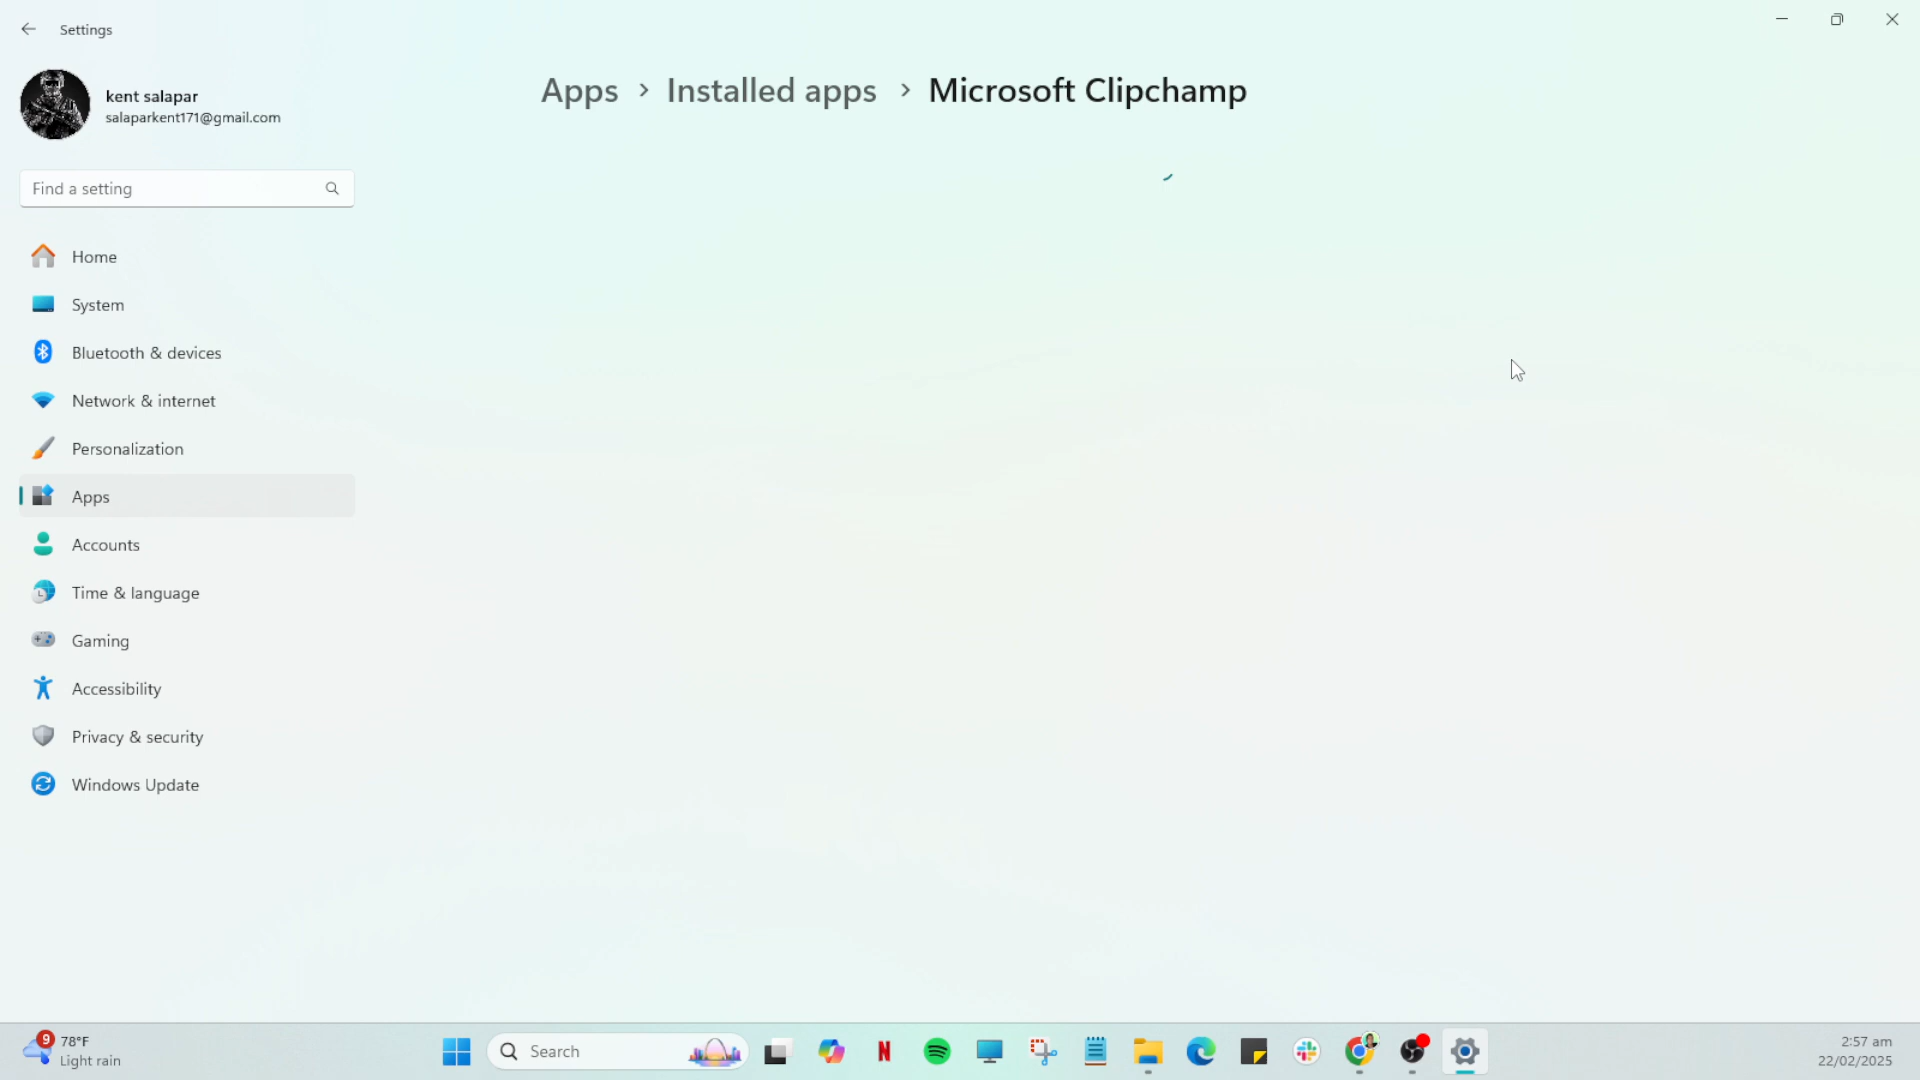 Settings
kent salapar
salaparkent171@gmail.com
Find a setting
Home
System
Bluetooth & devices
Network & internet
Personalization
Apps
Accounts
Time & language
Gaming
Accessibility
Privacy & security
Windows Update
Apps > Installed apps > Microsoft Clipchamp
9
78°F
Light rain
Search
N
2:57 am
22/02/2025